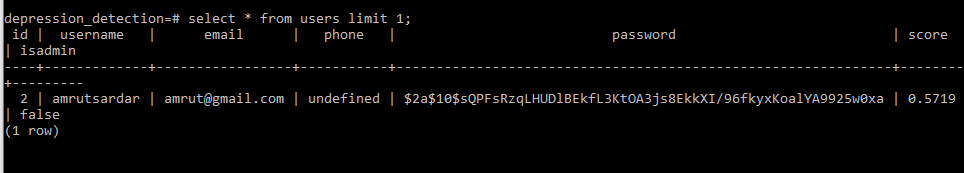 depression_detection=# select * from users limit 1;
 id |  username   |      email      |   phone   |                           password                           | score
| isadmin
----+-------------+-----------------+-----------+--------------------------------------------------------------+--------
+---------
  2 | amrutsardar | amrut@gmail.com | undefined | $2a$10$sQPFsRzqLHUDlBEkfL3KtOA3js8EkkXI/96fkyxKoalYA9925w0xa | 0.5719
| false
(1 row)